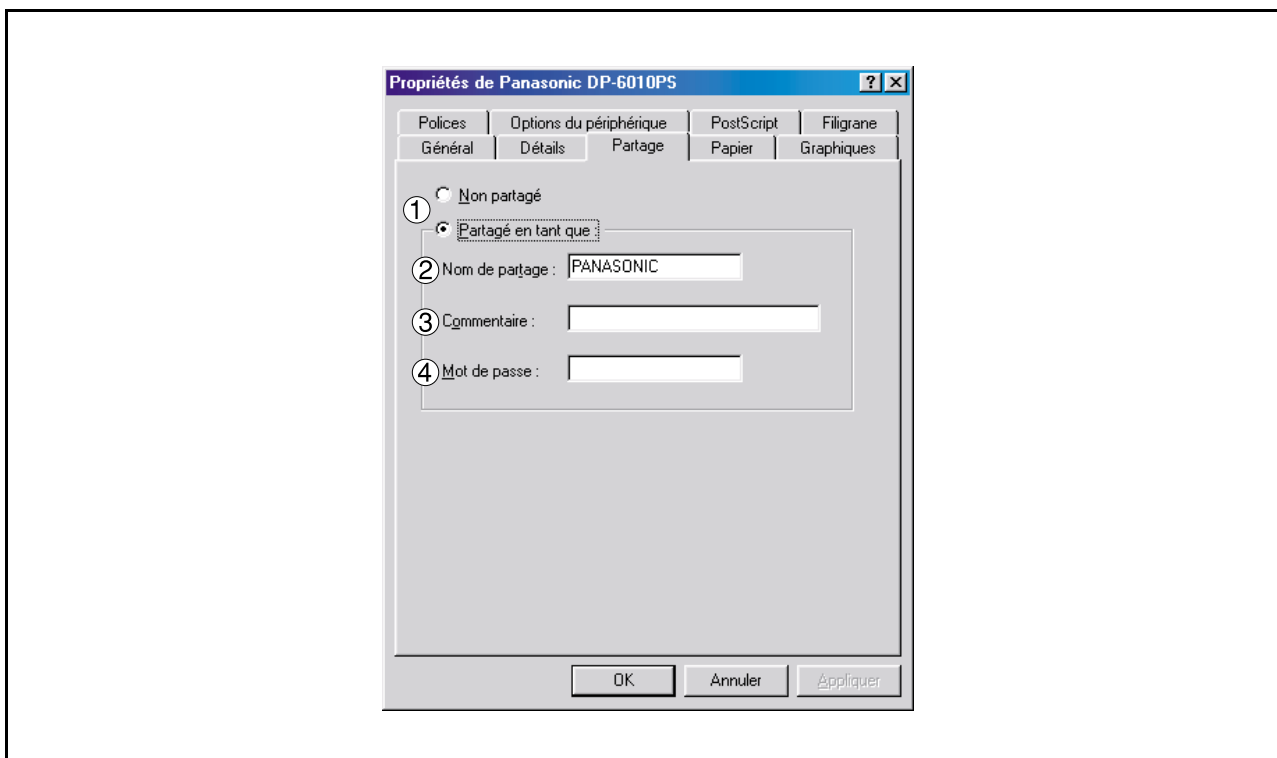 Propriétés de Panasonic DP-6010PS ? ×
Polices Options du périphérique PostScript Filigrane
Général Détails Partage Papier Graphiques
Non partagé
①
Partagé en tant que :
② Nom de partage : PANASONIC
③ Commentaire :
④ Mot de passe :
OK Annuler Appliquer